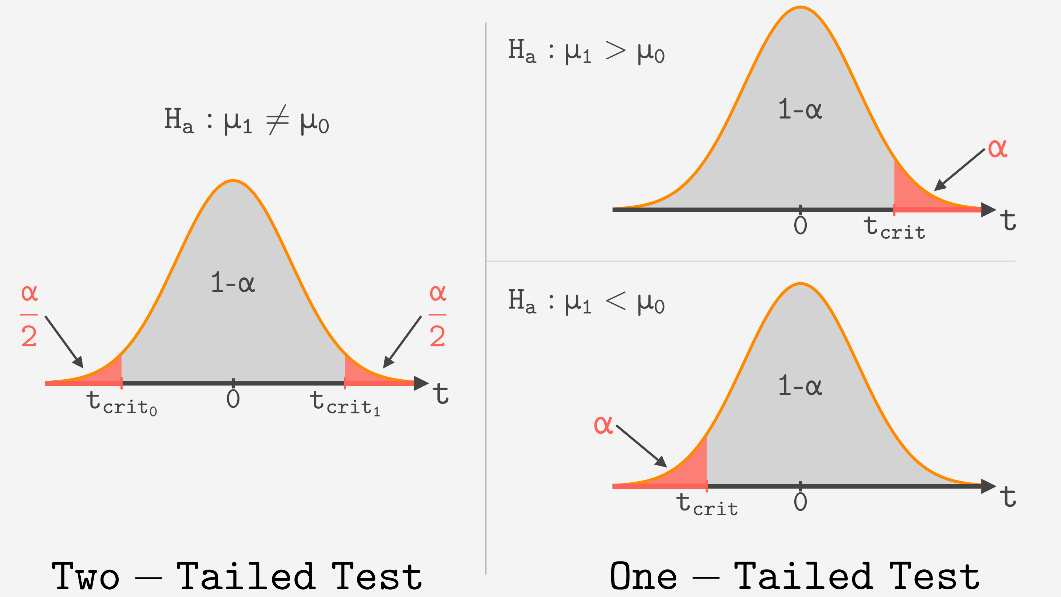 Hₐ : μ₁ ≠ μ₀
1-α
α/2
α/2
t_crit₀
0
t_crit₁
t
Two – Tailed Test
Hₐ : μ₁ > μ₀
1-α
α
0
t_crit
t
Hₐ : μ₁ < μ₀
1-α
α
t_crit
0
t
One – Tailed Test